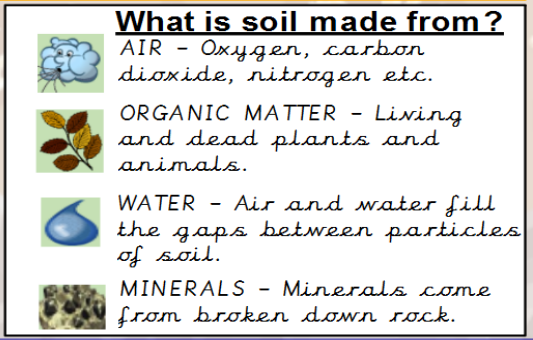 What is soil made from?
AIR – Oxygen, carbon
dioxide, nitrogen etc.
ORGANIC MATTER – Living
and dead plants and
animals.
WATER – Air and water fill
the gaps between particles
of soil.
MINERALS – Minerals come
from broken down rock.